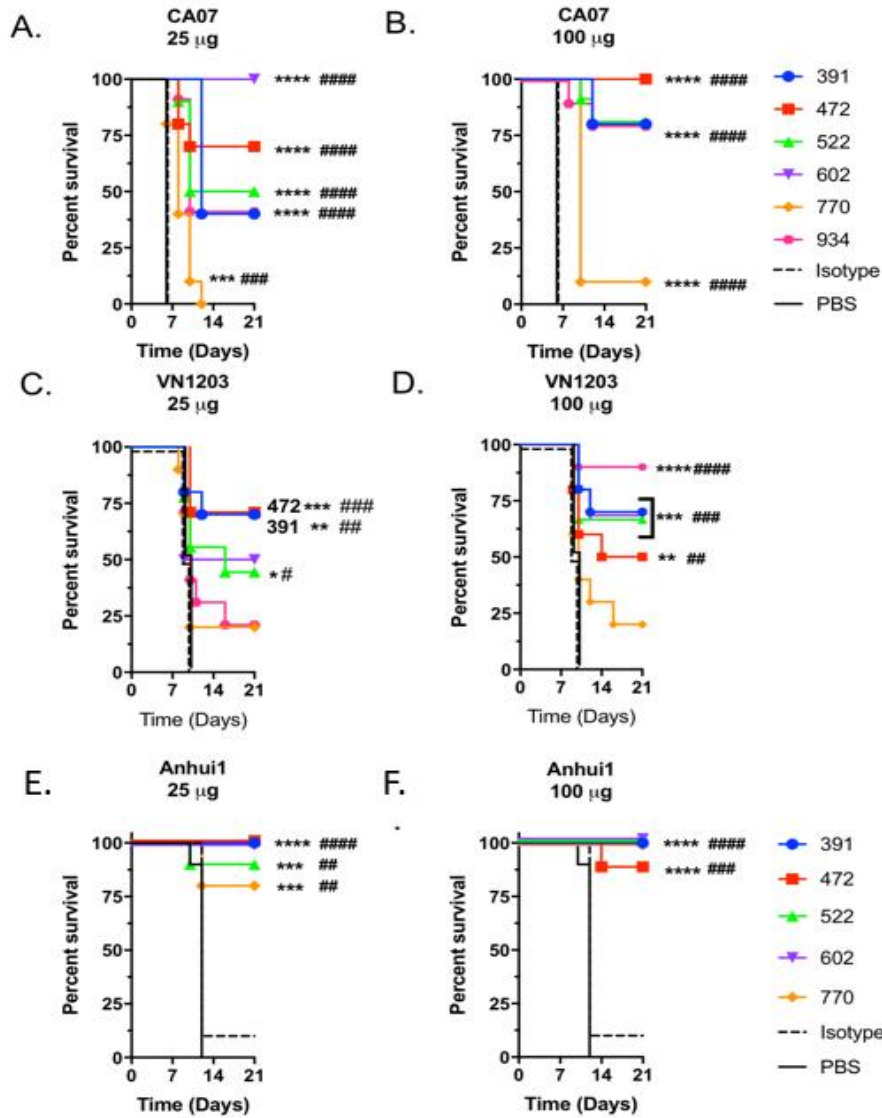 A.
CA07
25 μg
Percent survival
100
75
50
25
0
0 7 14 21
Time (Days)
**** ####
**** ####
**** ####
**** ####
*** ###
B.
CA07
100 μg
Percent survival
100
75
50
25
0
0 7 14 21
Time (Days)
**** ####
**** ####
**** ####
391
472
522
602
770
934
Isotype
PBS
C.
VN1203
25 μg
Percent survival
100
75
50
25
0
0 7 14 21
Time (Days)
472 *** ###
391 ** ##
* #
D.
VN1203
100 μg
Percent survival
100
75
50
25
0
0 7 14 21
Time (Days)
**** ####
*** ###
** ##
E.
Anhui1
25 μg
Percent survival
100
75
50
25
0
0 7 14 21
Time (Days)
**** ####
*** ##
*** ##
F.
Anhui1
100 μg
Percent survival
100
75
50
25
0
0 7 14 21
Time (Days)
**** ####
**** ###
391
472
522
602
770
Isotype
PBS